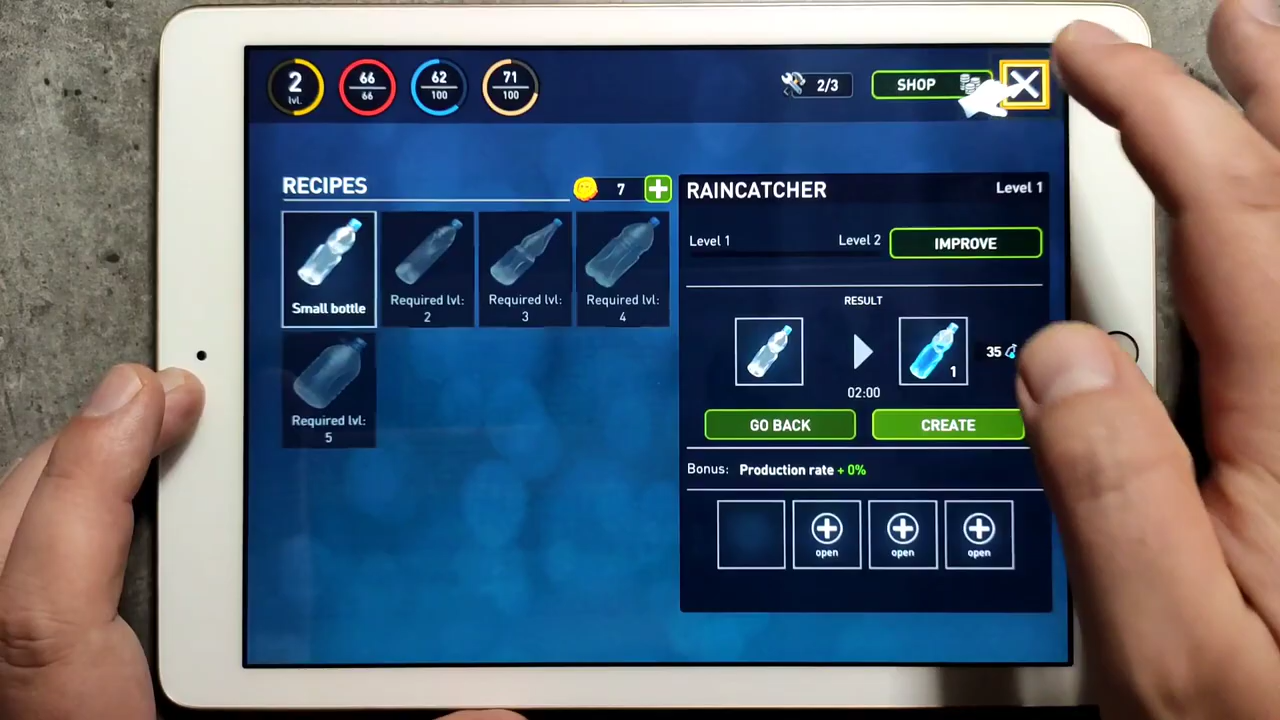 2
lvl.
66
66
62
100
71
100
2/3
SHOP
RECIPES
7
RAINCATCHER
Level 1
Level 1
Level 2
IMPROVE
Small bottle
Required lvl:
2
Required lvl:
3
Required lvl:
4
Required lvl:
5
RESULT
1
35
02:00
GO BACK
CREATE
Bonus: Production rate + 0%
open
open
open